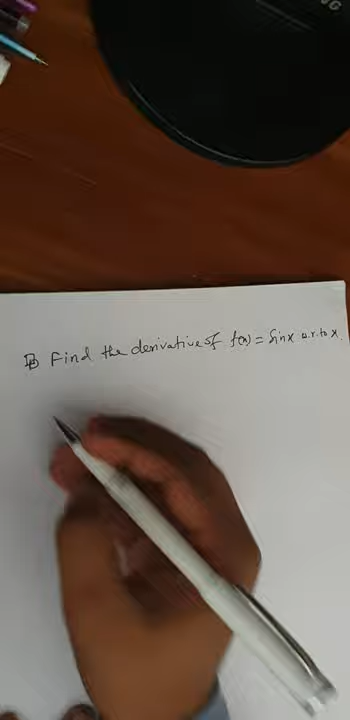 Find the derivative of f(x) = Sinx w.r.to x.